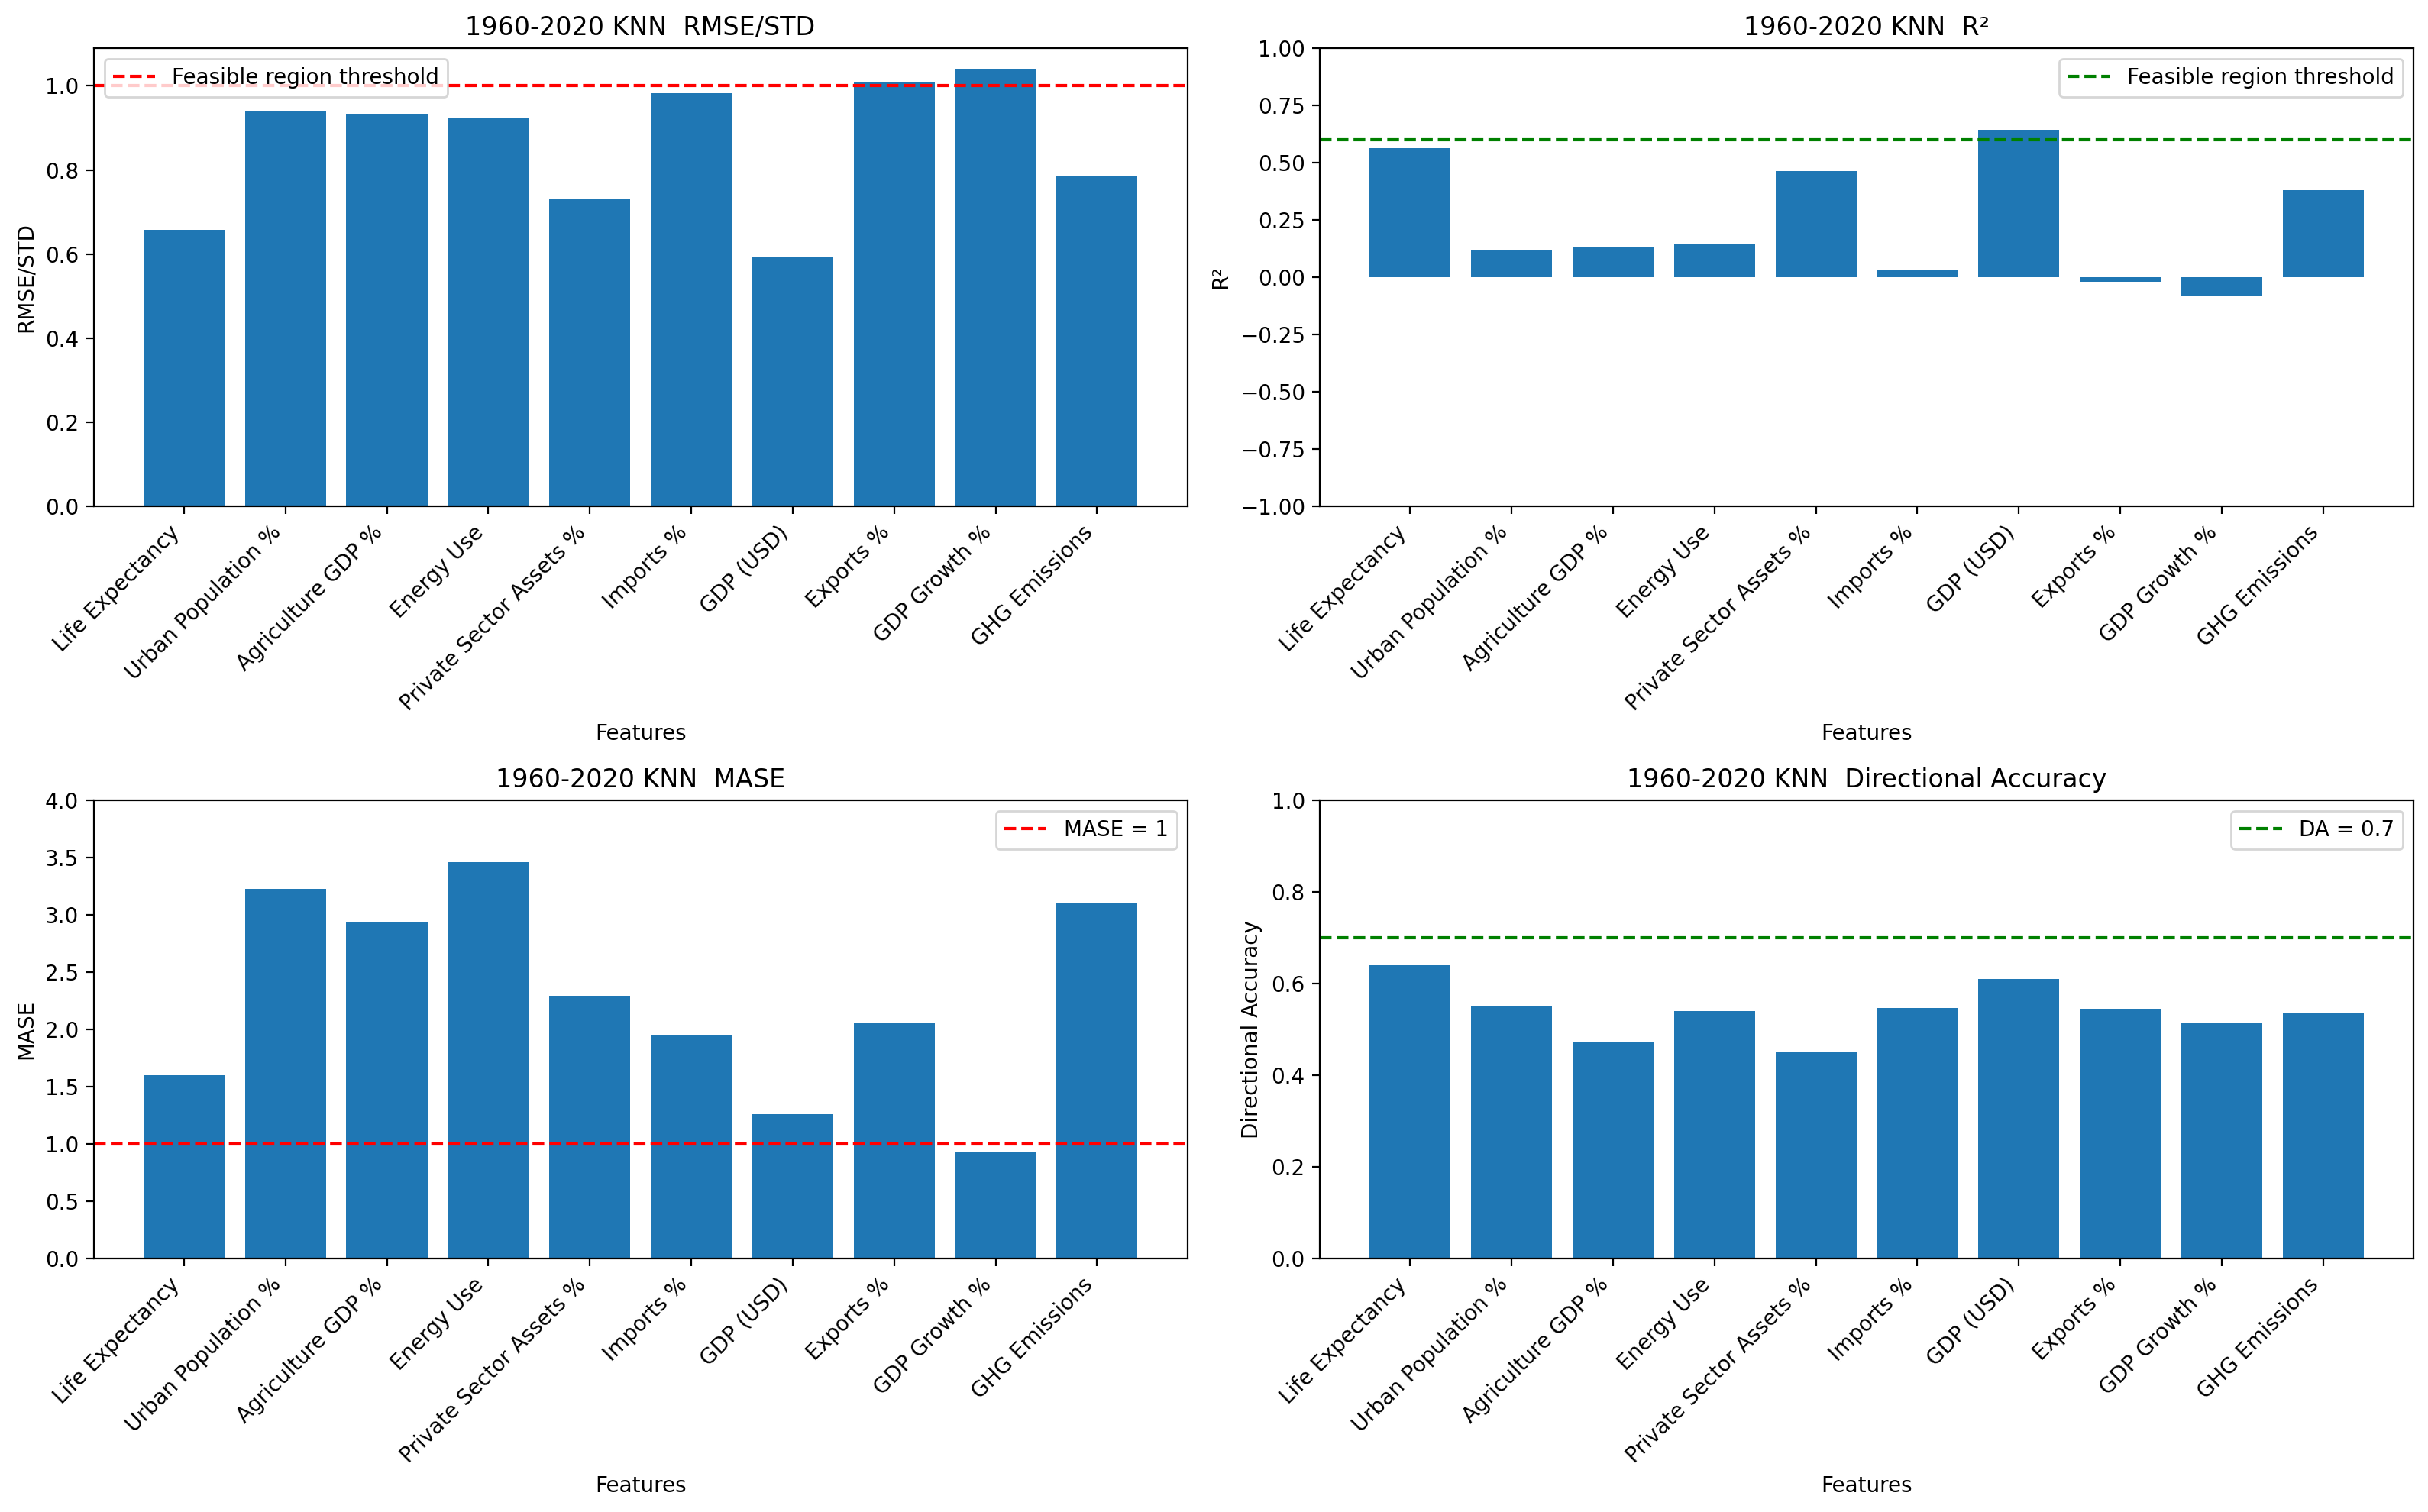 1960-2020 KNN  RMSE/STD
Feasible region threshold
RMSE/STD
1.0
0.8
0.6
0.4
0.2
0.0
Life Expectancy
Urban Population %
Agriculture GDP %
Energy Use
Private Sector Assets %
Imports %
GDP (USD)
Exports %
GDP Growth %
GHG Emissions
Features
1960-2020 KNN  R²
Feasible region threshold
R²
1.00
0.75
0.50
0.25
0.00
−0.25
−0.50
−0.75
−1.00
Life Expectancy
Urban Population %
Agriculture GDP %
Energy Use
Private Sector Assets %
Imports %
GDP (USD)
Exports %
GDP Growth %
GHG Emissions
Features
1960-2020 KNN  MASE
MASE = 1
MASE
4.0
3.5
3.0
2.5
2.0
1.5
1.0
0.5
0.0
Life Expectancy
Urban Population %
Agriculture GDP %
Energy Use
Private Sector Assets %
Imports %
GDP (USD)
Exports %
GDP Growth %
GHG Emissions
Features
1960-2020 KNN  Directional Accuracy
DA = 0.7
Directional Accuracy
1.0
0.8
0.6
0.4
0.2
0.0
Life Expectancy
Urban Population %
Agriculture GDP %
Energy Use
Private Sector Assets %
Imports %
GDP (USD)
Exports %
GDP Growth %
GHG Emissions
Features